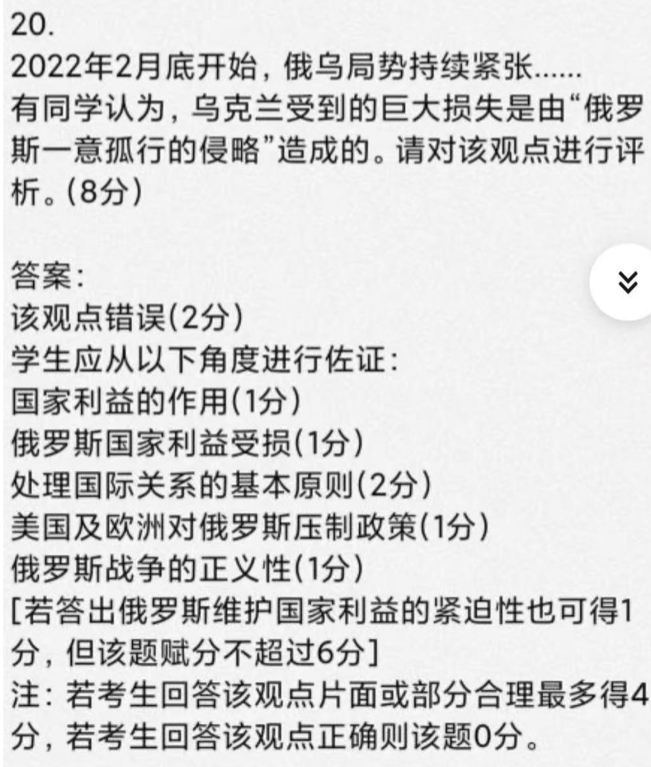 20.
2022年2月底开始，俄乌局势持续紧张......
有同学认为，乌克兰受到的巨大损失是由“俄罗
斯一意孤行的侵略”造成的。请对该观点进行评
析。(8分)
答案：
该观点错误(2分)
学生应从以下角度进行佐证：
国家利益的作用(1分)
俄罗斯国家利益受损(1分)
处理国际关系的基本原则(2分)
美国及欧洲对俄罗斯压制政策(1分)
俄罗斯战争的正义性(1分)
[若答出俄罗斯维护国家利益的紧迫性也可得1
分，但该题赋分不超过6分]
注：若考生回答该观点片面或部分合理最多得4
分，若考生回答该观点正确则该题0分。